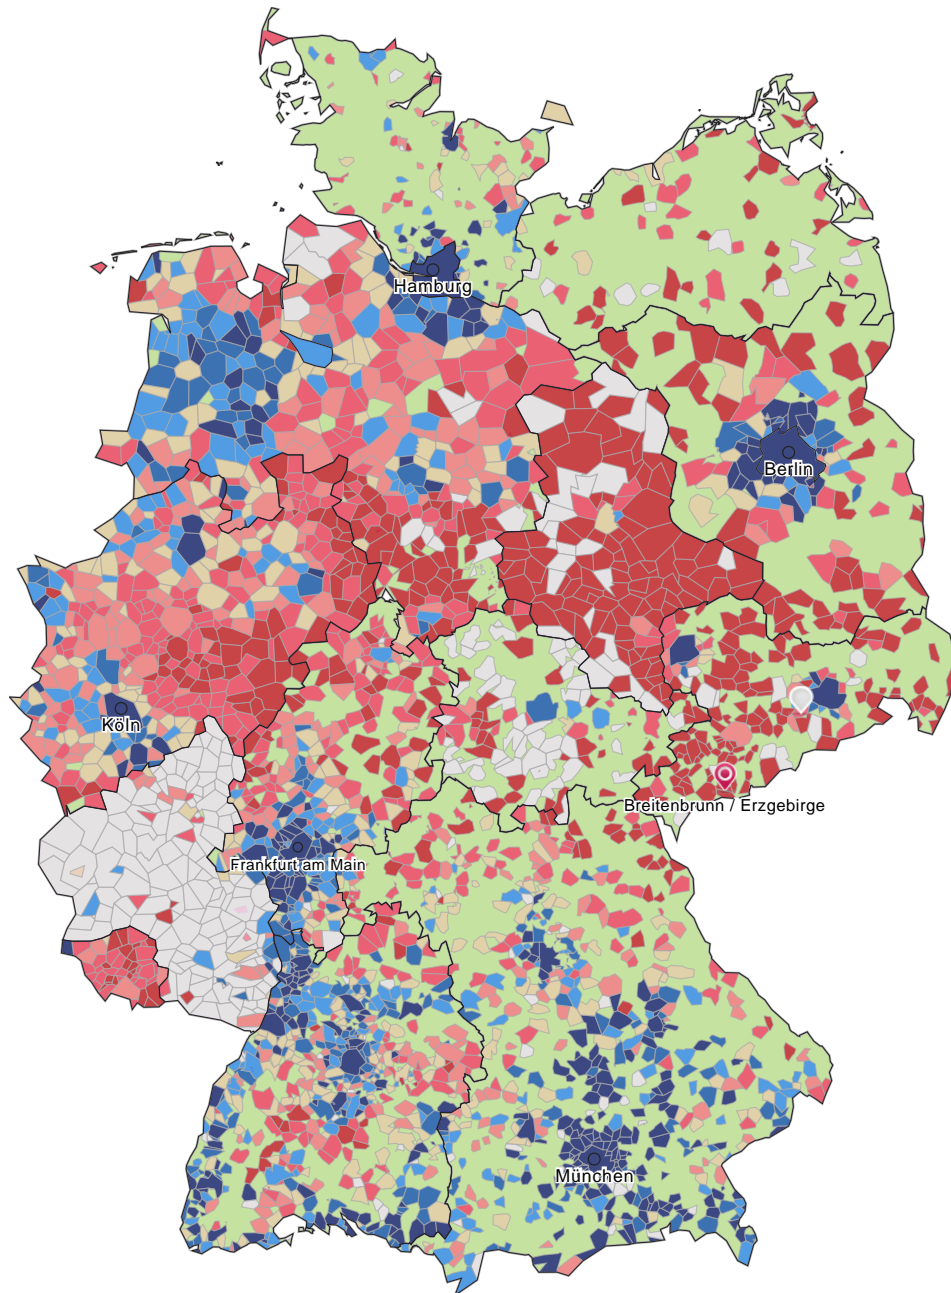 Hamburg
Berlin
Köln
Breitenbrunn / Erzgebirge
Frankfurt am Main
München